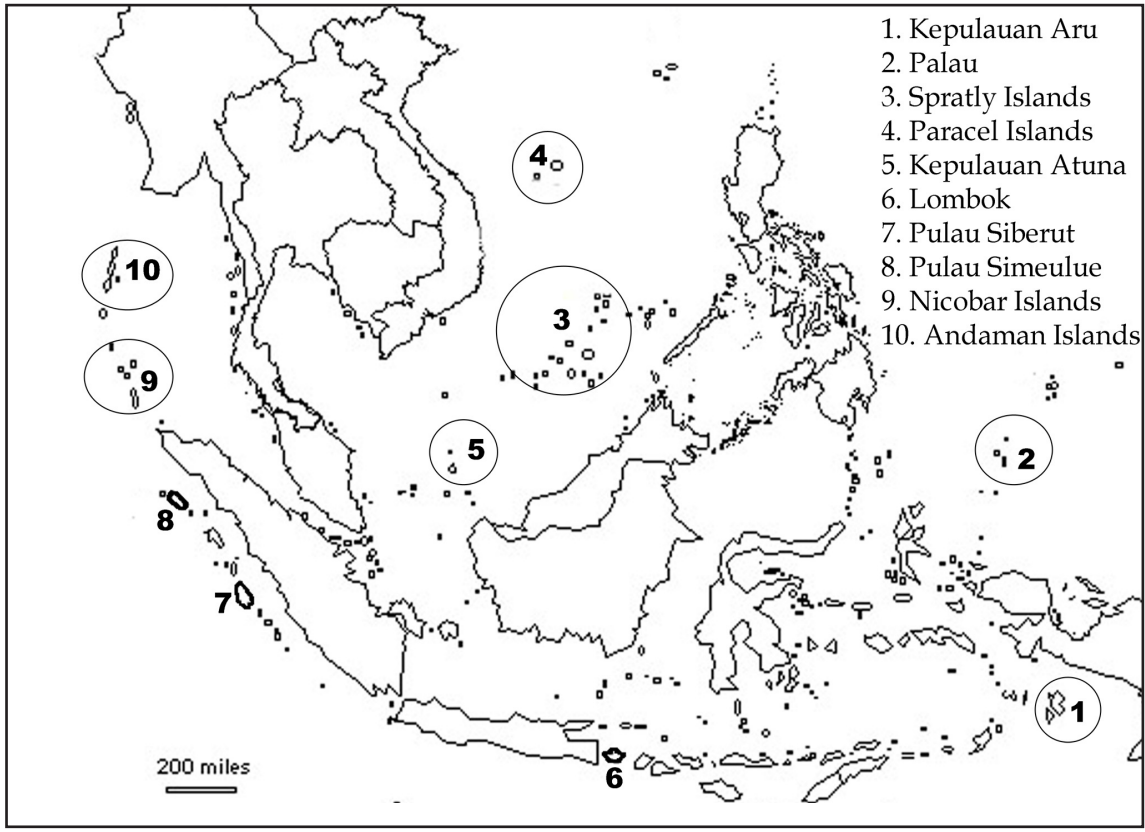 1. Kepulauan Aru
2. Palau
3. Spratly Islands
4. Paracel Islands
5. Kepulauan Atuna
6. Lombok
7. Pulau Siberut
8. Pulau Simeulue
9. Nicobar Islands
10. Andaman Islands
4
10
3
9
5
2
8
7
1
200 miles
6